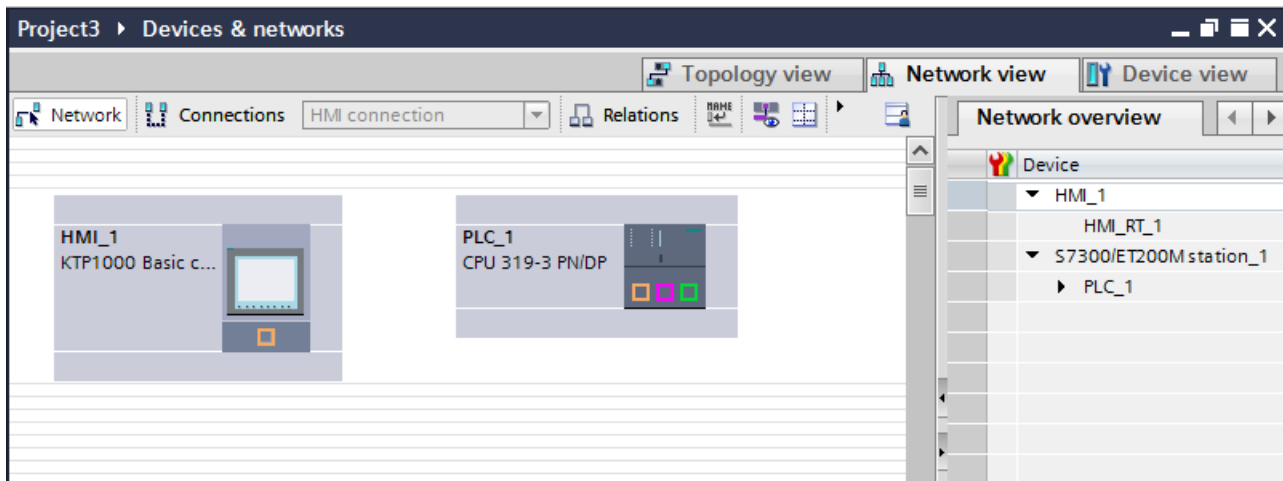 Project3 ▸ Devices & networks
Topology view
Network view
Device view
Network
Connections
HMI connection
Relations
NAME
Network overview
Device
HMI_1
HMI_RT_1
S7300/ET200M station_1
PLC_1
HMI_1
KTP1000 Basic c...
PLC_1
CPU 319-3 PN/DP